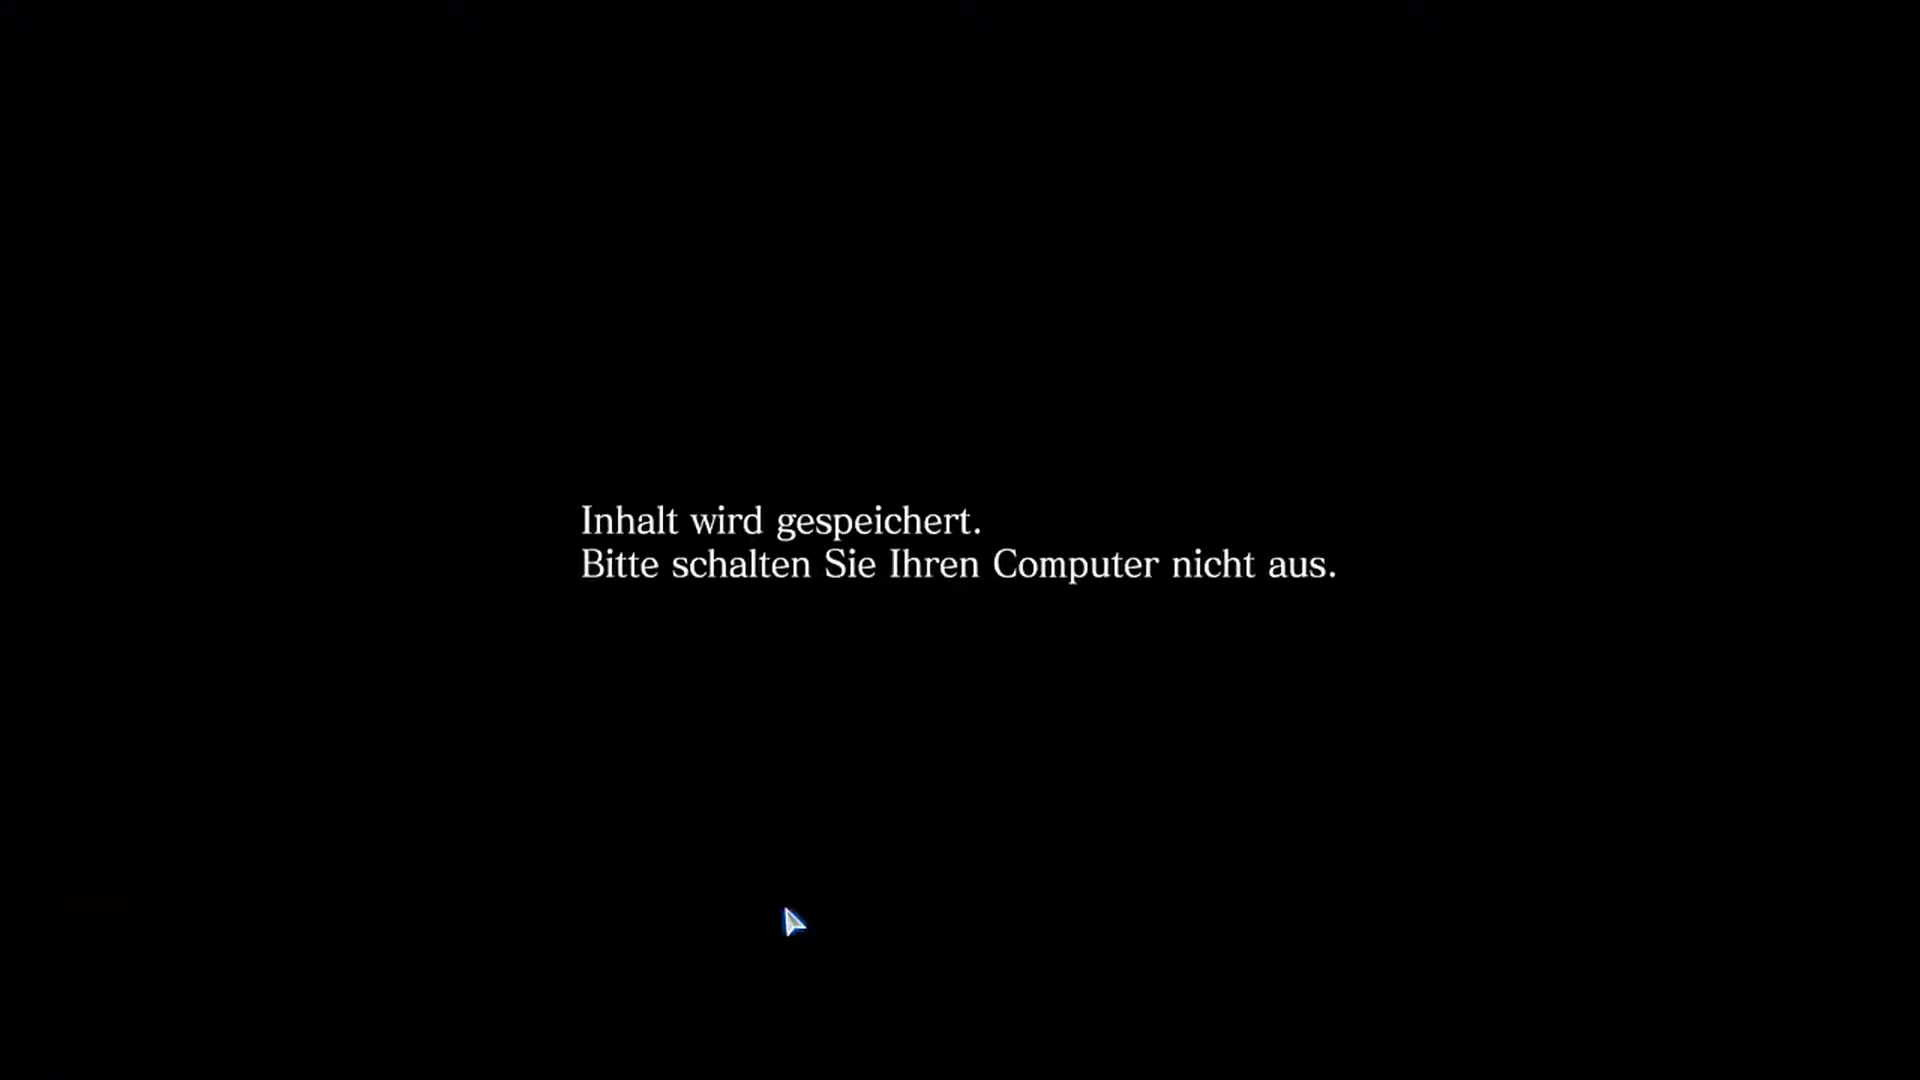 Inhalt wird gespeichert.
Bitte schalten Sie Ihren Computer nicht aus.